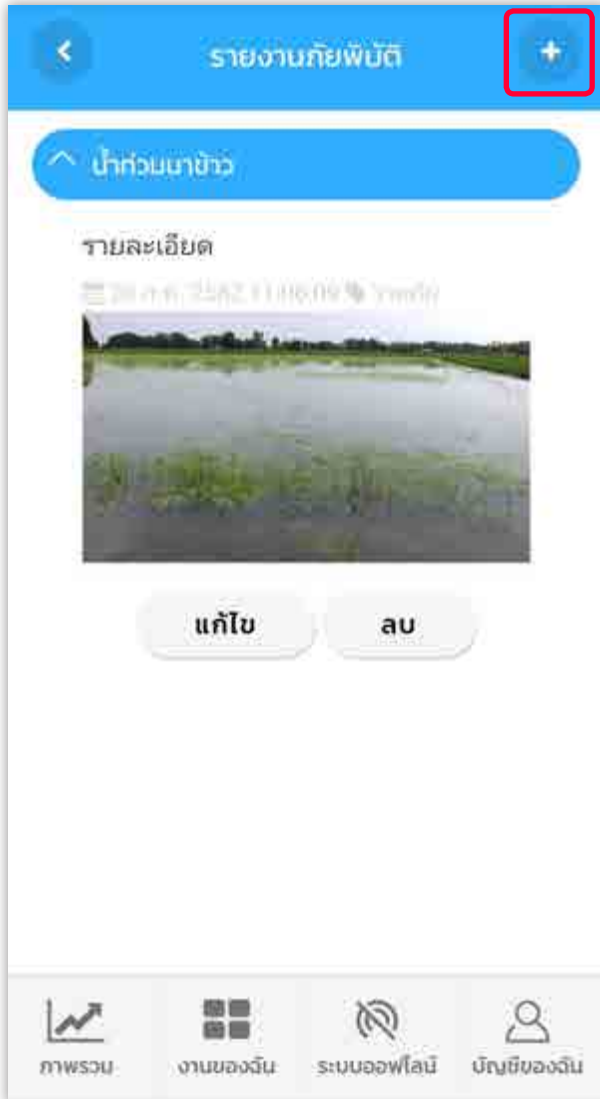 รายงานภัยพิบัติ
น้ำท่วมนาข้าว
รายละเอียด
แก้ไข ลบ
ภาพรวม งานของฉัน ระบบออฟไลน์ บัญชีของฉัน